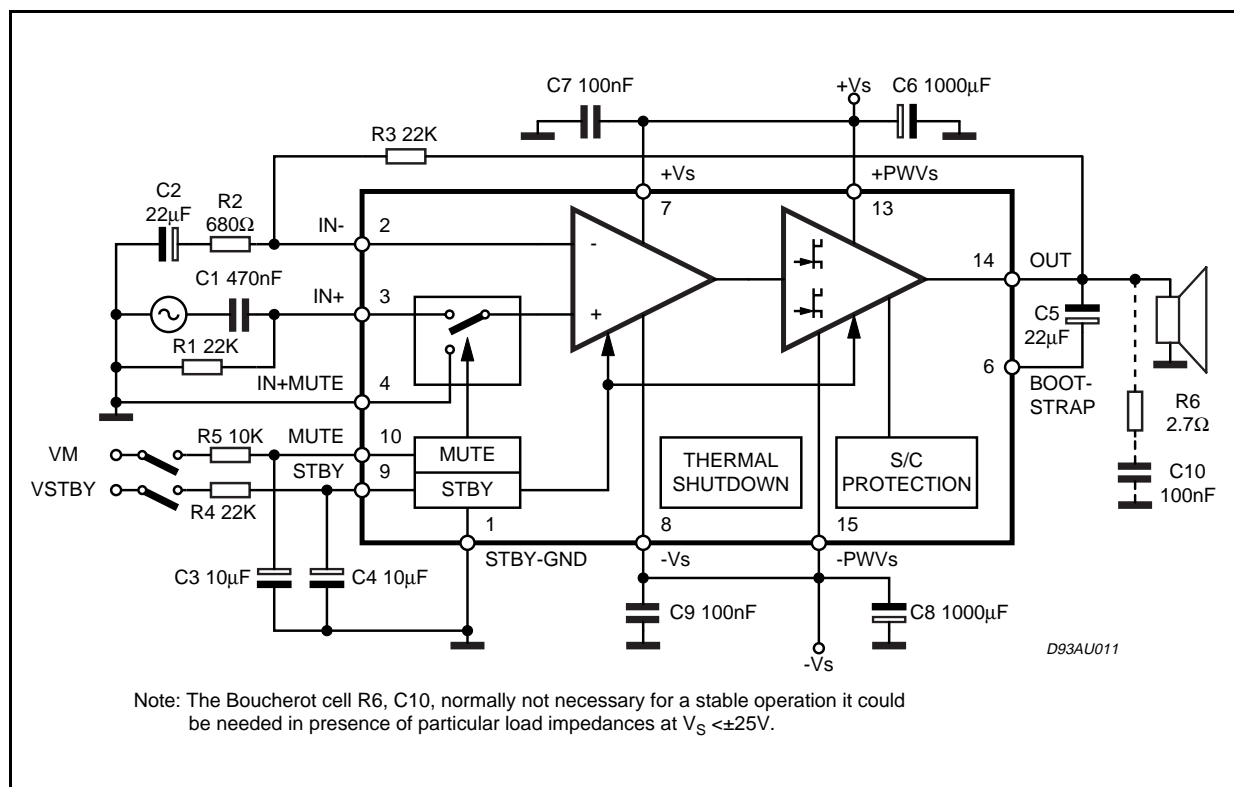 C7 100nF
+Vs
C6 1000µF
R3 22K
+Vs
+PWVs
C2
22µF
R2
680Ω
IN-
2
7
13
-
C1 470nF
IN+
3
+
14
OUT
C5
22µF
R1 22K
IN+MUTE
4
6
BOOT-
STRAP
R6
2.7Ω
VM
R5 10K
MUTE
10
MUTE
THERMAL
SHUTDOWN
S/C
PROTECTION
VSTBY
R4 22K
STBY
9
STBY
C10
100nF
1
8
15
STBY-GND
-Vs
-PWVs
C3 10µF
C4 10µF
C9 100nF
C8 1000µF
-Vs
D93AU011
Note: The Boucherot cell R6, C10, normally not necessary for a stable operation it could
be needed in presence of particular load impedances at VS <±25V.